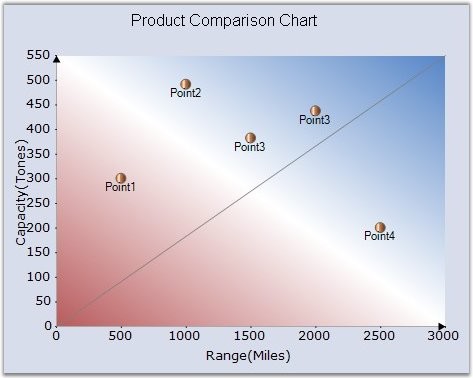 Product Comparison Chart
550
500
450
400
350
300
250
200
150
100
50
0
Capacity(Tones)
Point2
Point3
Point3
Point1
Point4
0 500 1000 1500 2000 2500 3000
Range(Miles)